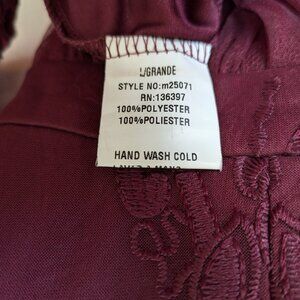 L/GRANDE
STYLE NO:m25071
RN:136397
100%POLYESTER
100%POLIESTER
HAND WASH COLD